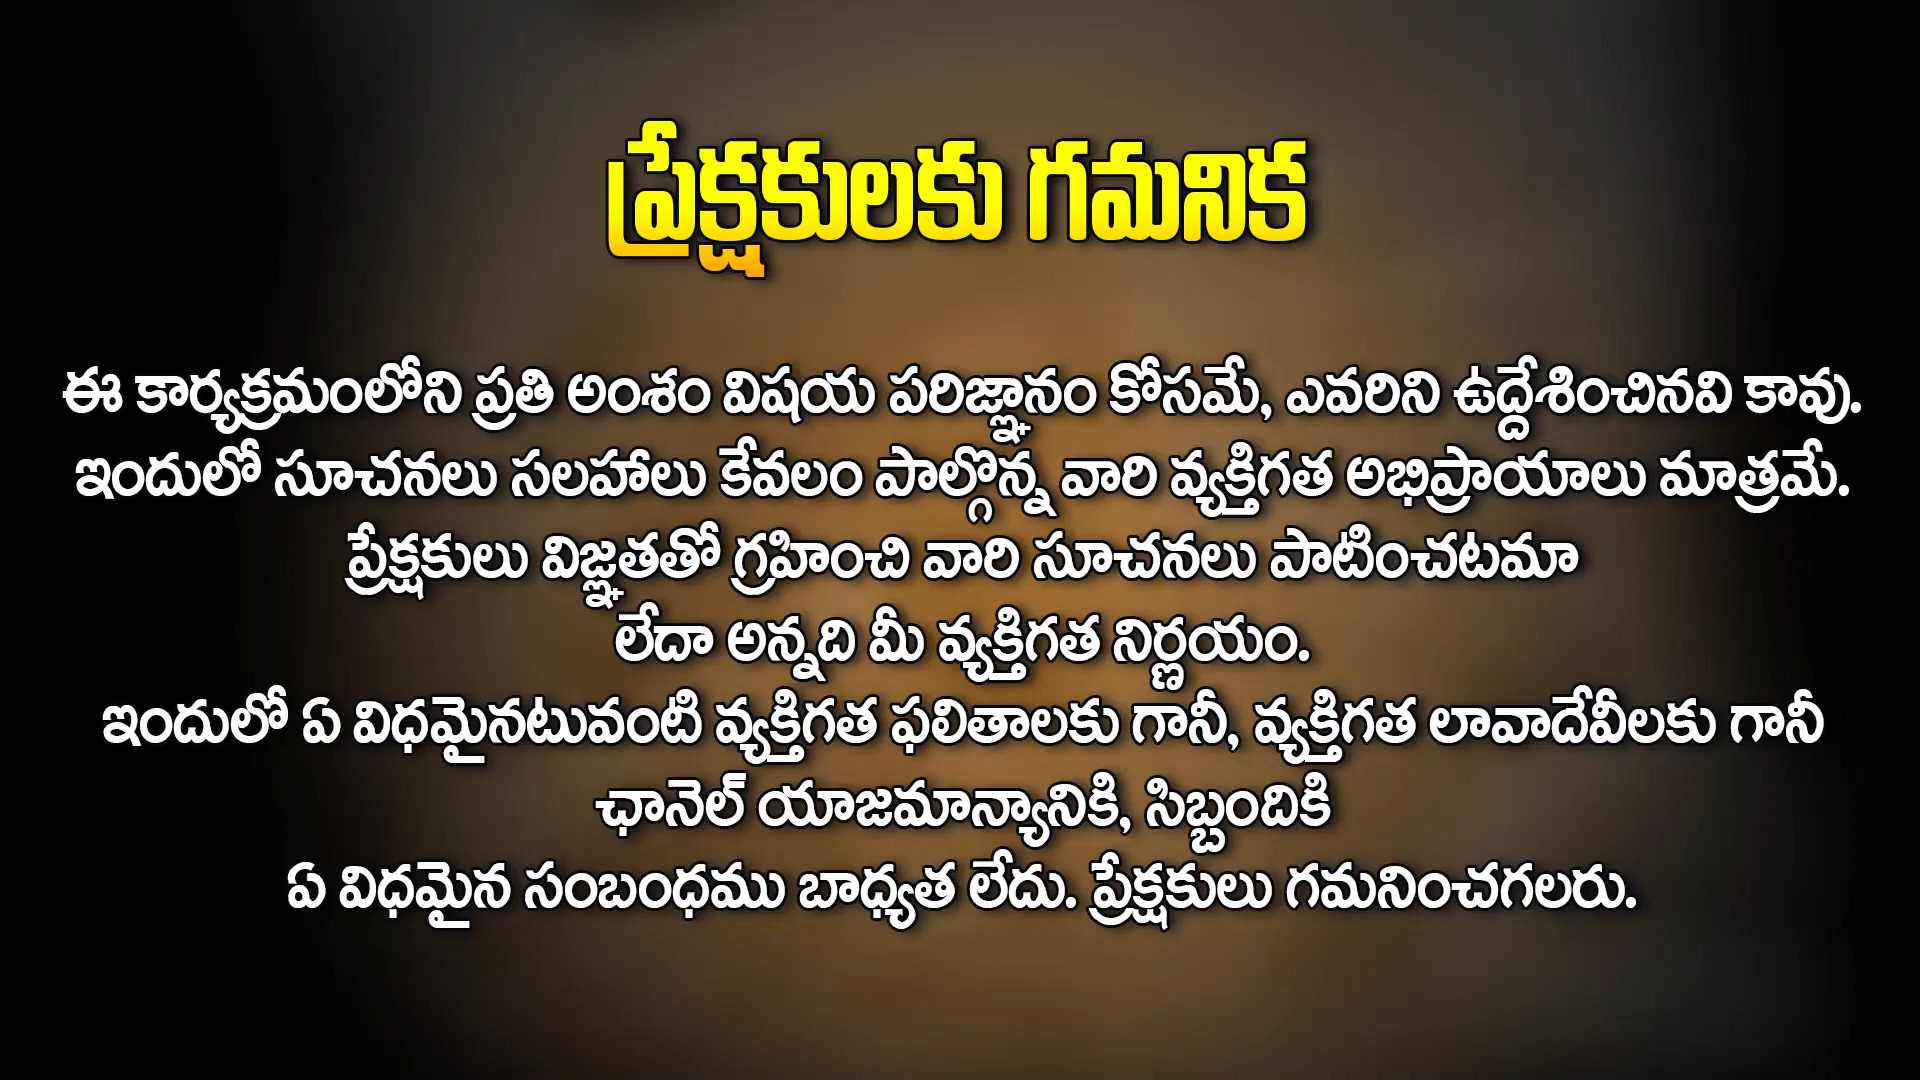 ప్రేక్షకులకు గమనిక
ఈ కార్యక్రమంలోని ప్రతి అంశం విషయ పరిజ్ఞానం కోసమే, ఎవరిని ఉద్దేశించినవి కావు.
ఇందులో సూచనలు సలహాలు కేవలం పాల్గొన్న వారి వ్యక్తిగత అభిప్రాయాలు మాత్రమే.
ప్రేక్షకులు విజ్ఞతతో గ్రహించి వారి సూచనలు పాటించటమా
లేదా అన్నది మీ వ్యక్తిగత నిర్ణయం.
ఇందులో ఏ విధమైనటువంటి వ్యక్తిగత ఫలితాలకు గానీ, వ్యక్తిగత లావాదేవీలకు గానీ
ఛానెల్ యాజమాన్యానికి, సిబ్బందికి
ఏ విధమైన సంబంధము బాధ్యత లేదు. ప్రేక్షకులు గమనించగలరు.